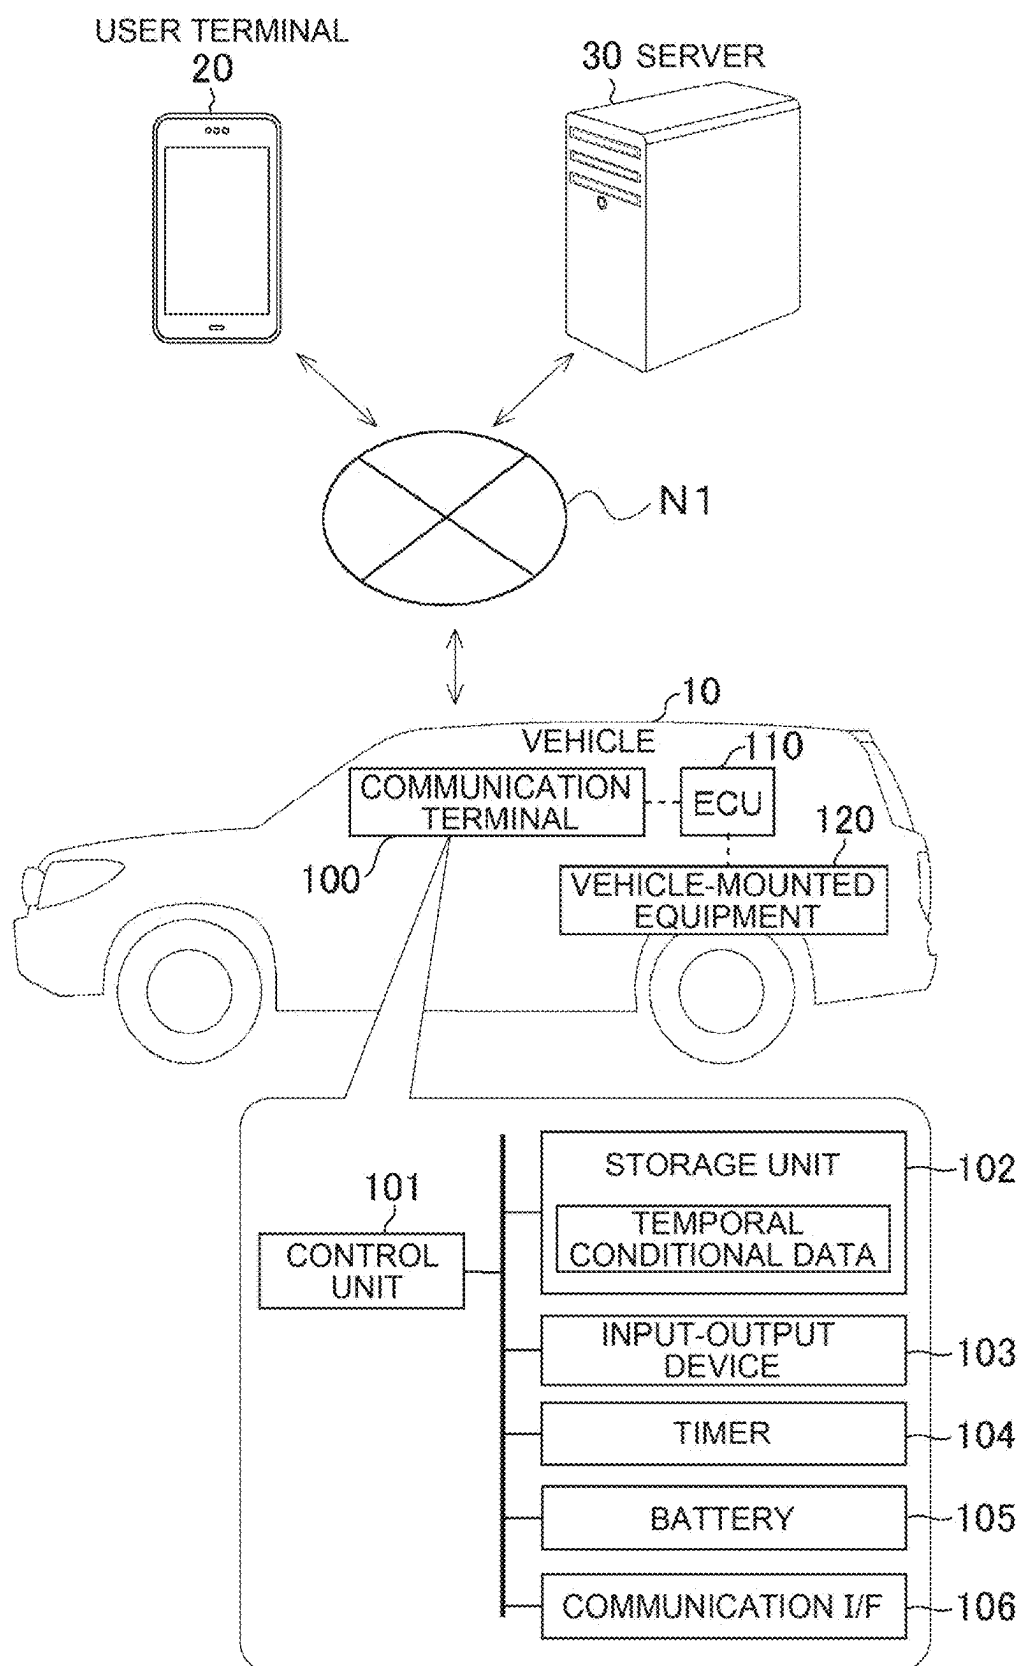 USER TERMINAL
20
30 SERVER
N1
10
VEHICLE
110
COMMUNICATION
TERMINAL
ECU
120
100
VEHICLE-MOUNTED
EQUIPMENT
STORAGE UNIT
102
101
TEMPORAL
CONDITIONAL DATA
CONTROL
UNIT
INPUT-OUTPUT
DEVICE
103
TIMER
104
BATTERY
105
COMMUNICATION I/F
106